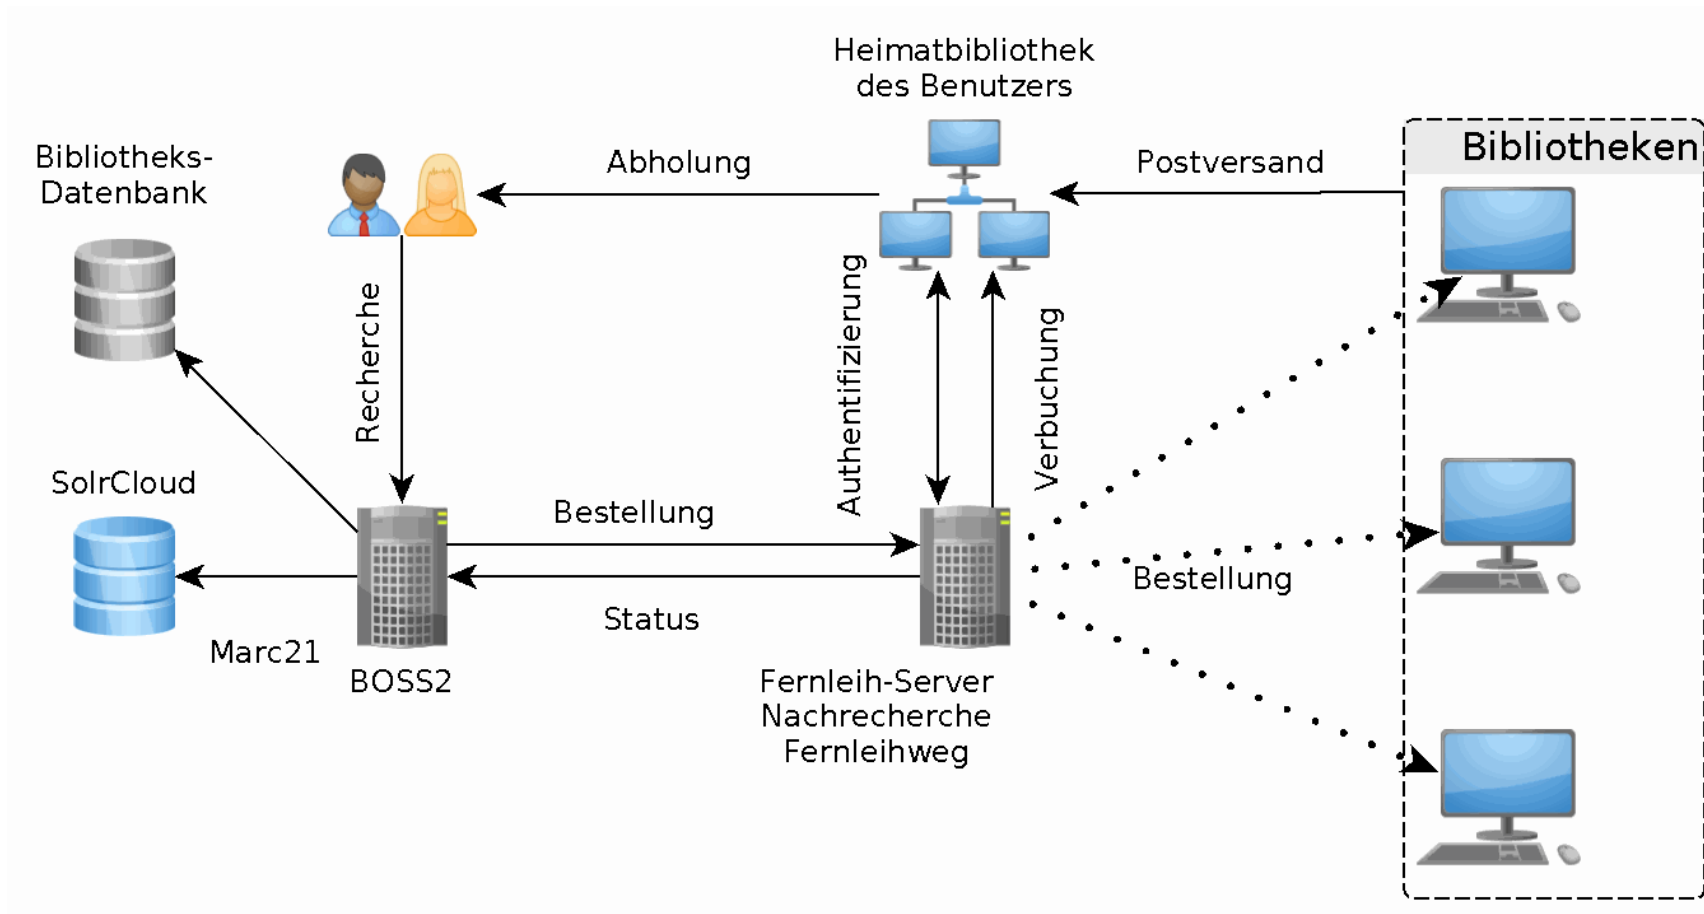 Heimatbibliothek
des Benutzers
Bibliotheks-
Datenbank
Abholung
Postversand
Bibliotheken
Recherche
Authentifizierung
Verbuchung
SolrCloud
Bestellung
Bestellung
Status
Marc21
BOSS2
Fernleih-Server
Nachrecherche
Fernleihweg